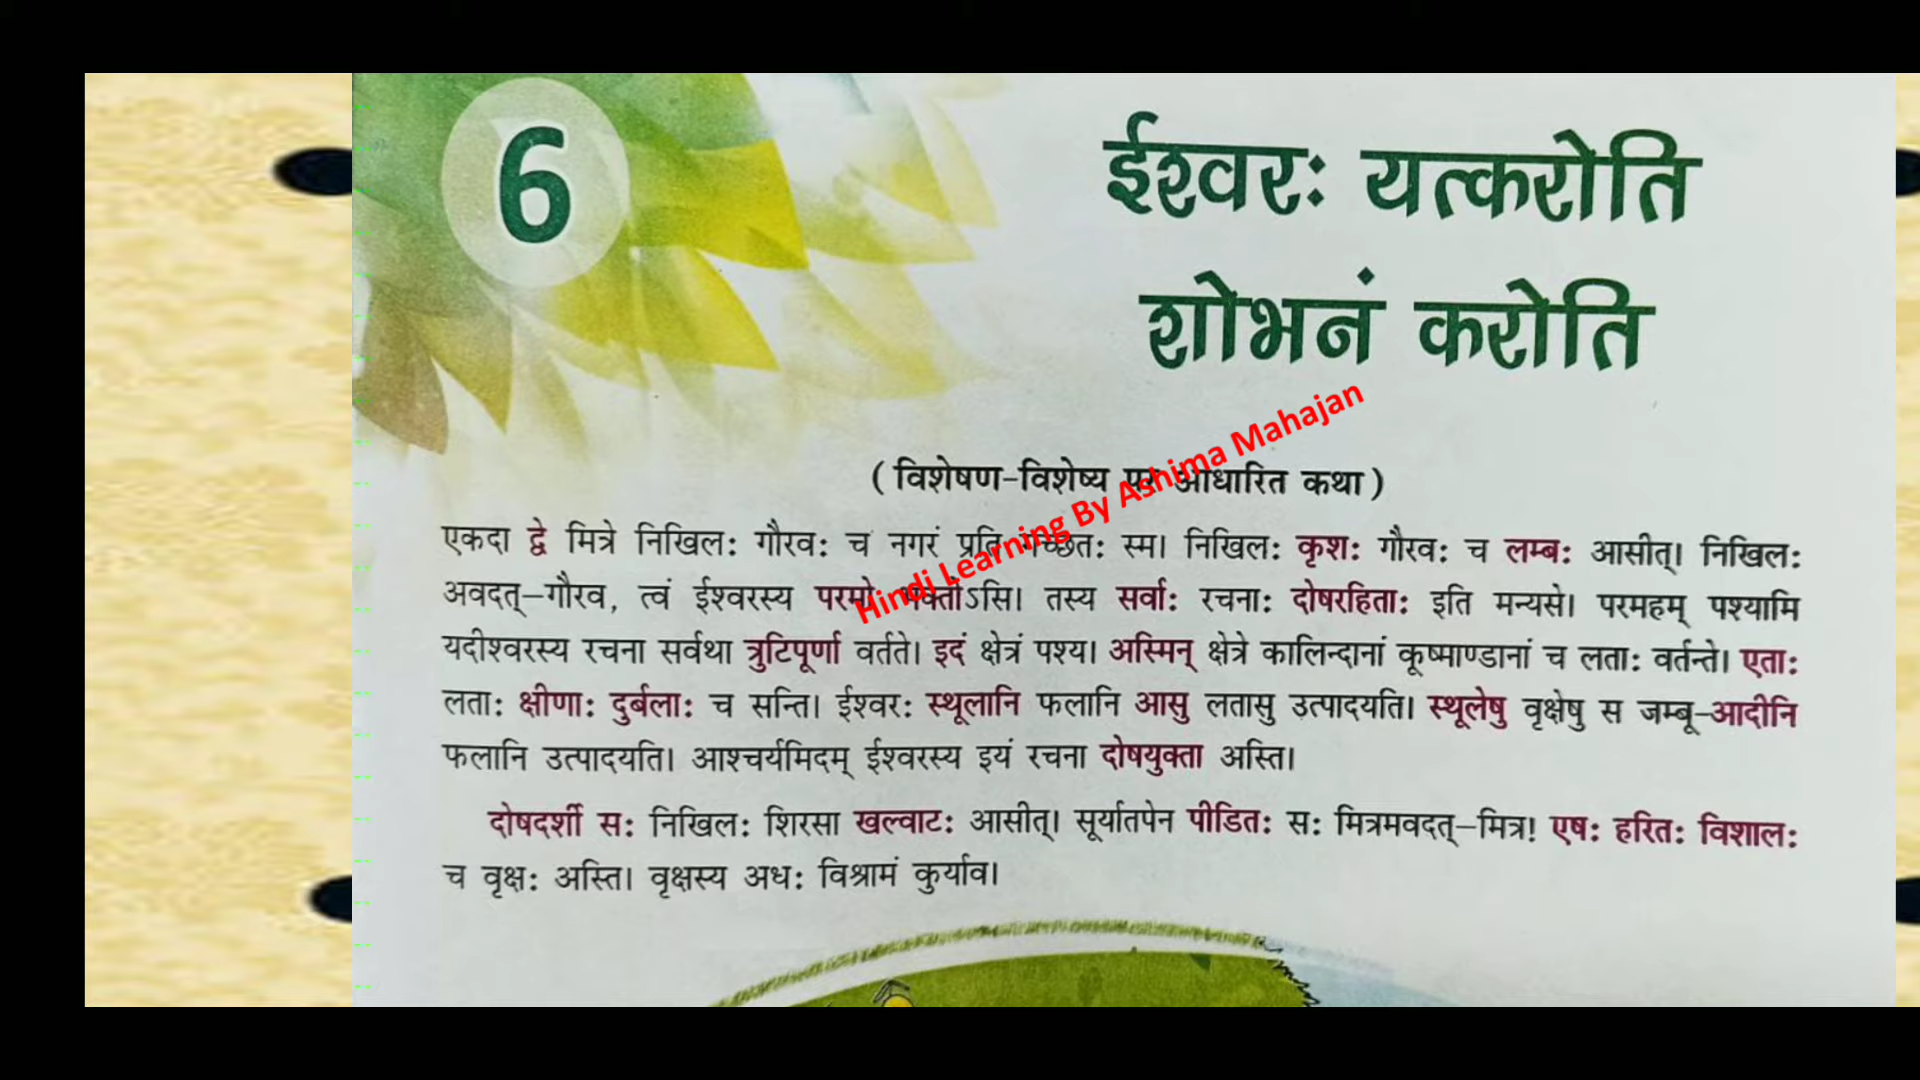 6
ईश्वरः यत्करोति
शोभनं करोति
(विशेषण-विशेष्य पर आधारित कथा)
Hindi Learning By Ashima Mahajan
एकदा द्वे मित्रे निखिलः गौरवः च नगरं प्रति गच्छतः स्म। निखिलः कृशः गौरवः च लम्बः आसीत्। निखिलः
अवदत्–गौरव, त्वं ईश्वरस्य परमो भक्तोऽसि। तस्य सर्वाः रचनाः दोषरहिताः इति मन्यसे। परमहम् पश्यामि
यदीश्वरस्य रचना सर्वथा त्रुटिपूर्णा वर्तते। इदं क्षेत्रं पश्य। अस्मिन् क्षेत्रे कालिन्दानां कूष्माण्डानां च लताः वर्तन्ते। एताः
लताः क्षीणाः दुर्बलाः च सन्ति। ईश्वरः स्थूलानि फलानि आसु लतासु उत्पादयति। स्थूलेषु वृक्षेषु स जम्बू–आदीनि
फलानि उत्पादयति। आश्चर्यमिदम् ईश्वरस्य इयं रचना दोषयुक्ता अस्ति।
दोषदर्शी सः निखिलः शिरसा खल्वाटः आसीत्। सूर्यातपेन पीडितः सः मित्रमवदत्–मित्र! एषः हरितः विशालः
च वृक्षः अस्ति। वृक्षस्य अधः विश्रामं कुर्याव।